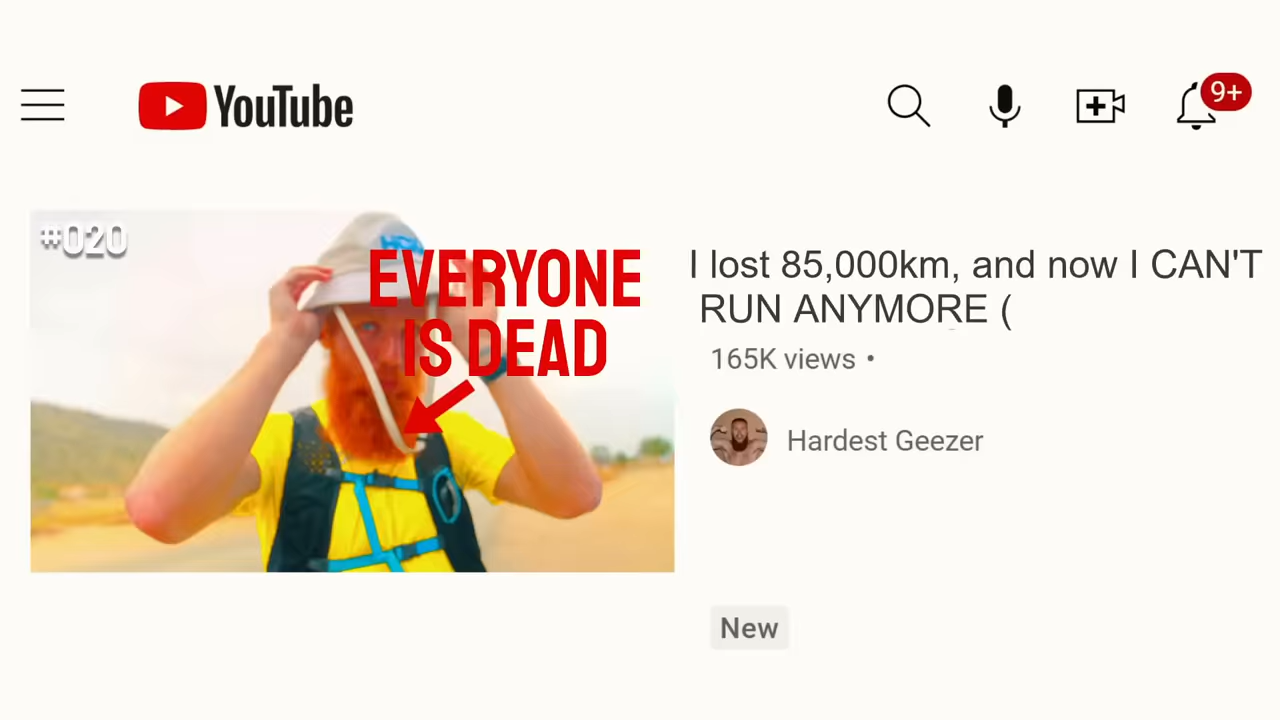 YouTube
9+
#020
EVERYONE
IS DEAD
I lost 85,000km, and now I CAN'T
RUN ANYMORE (
165K views •
Hardest Geezer
New